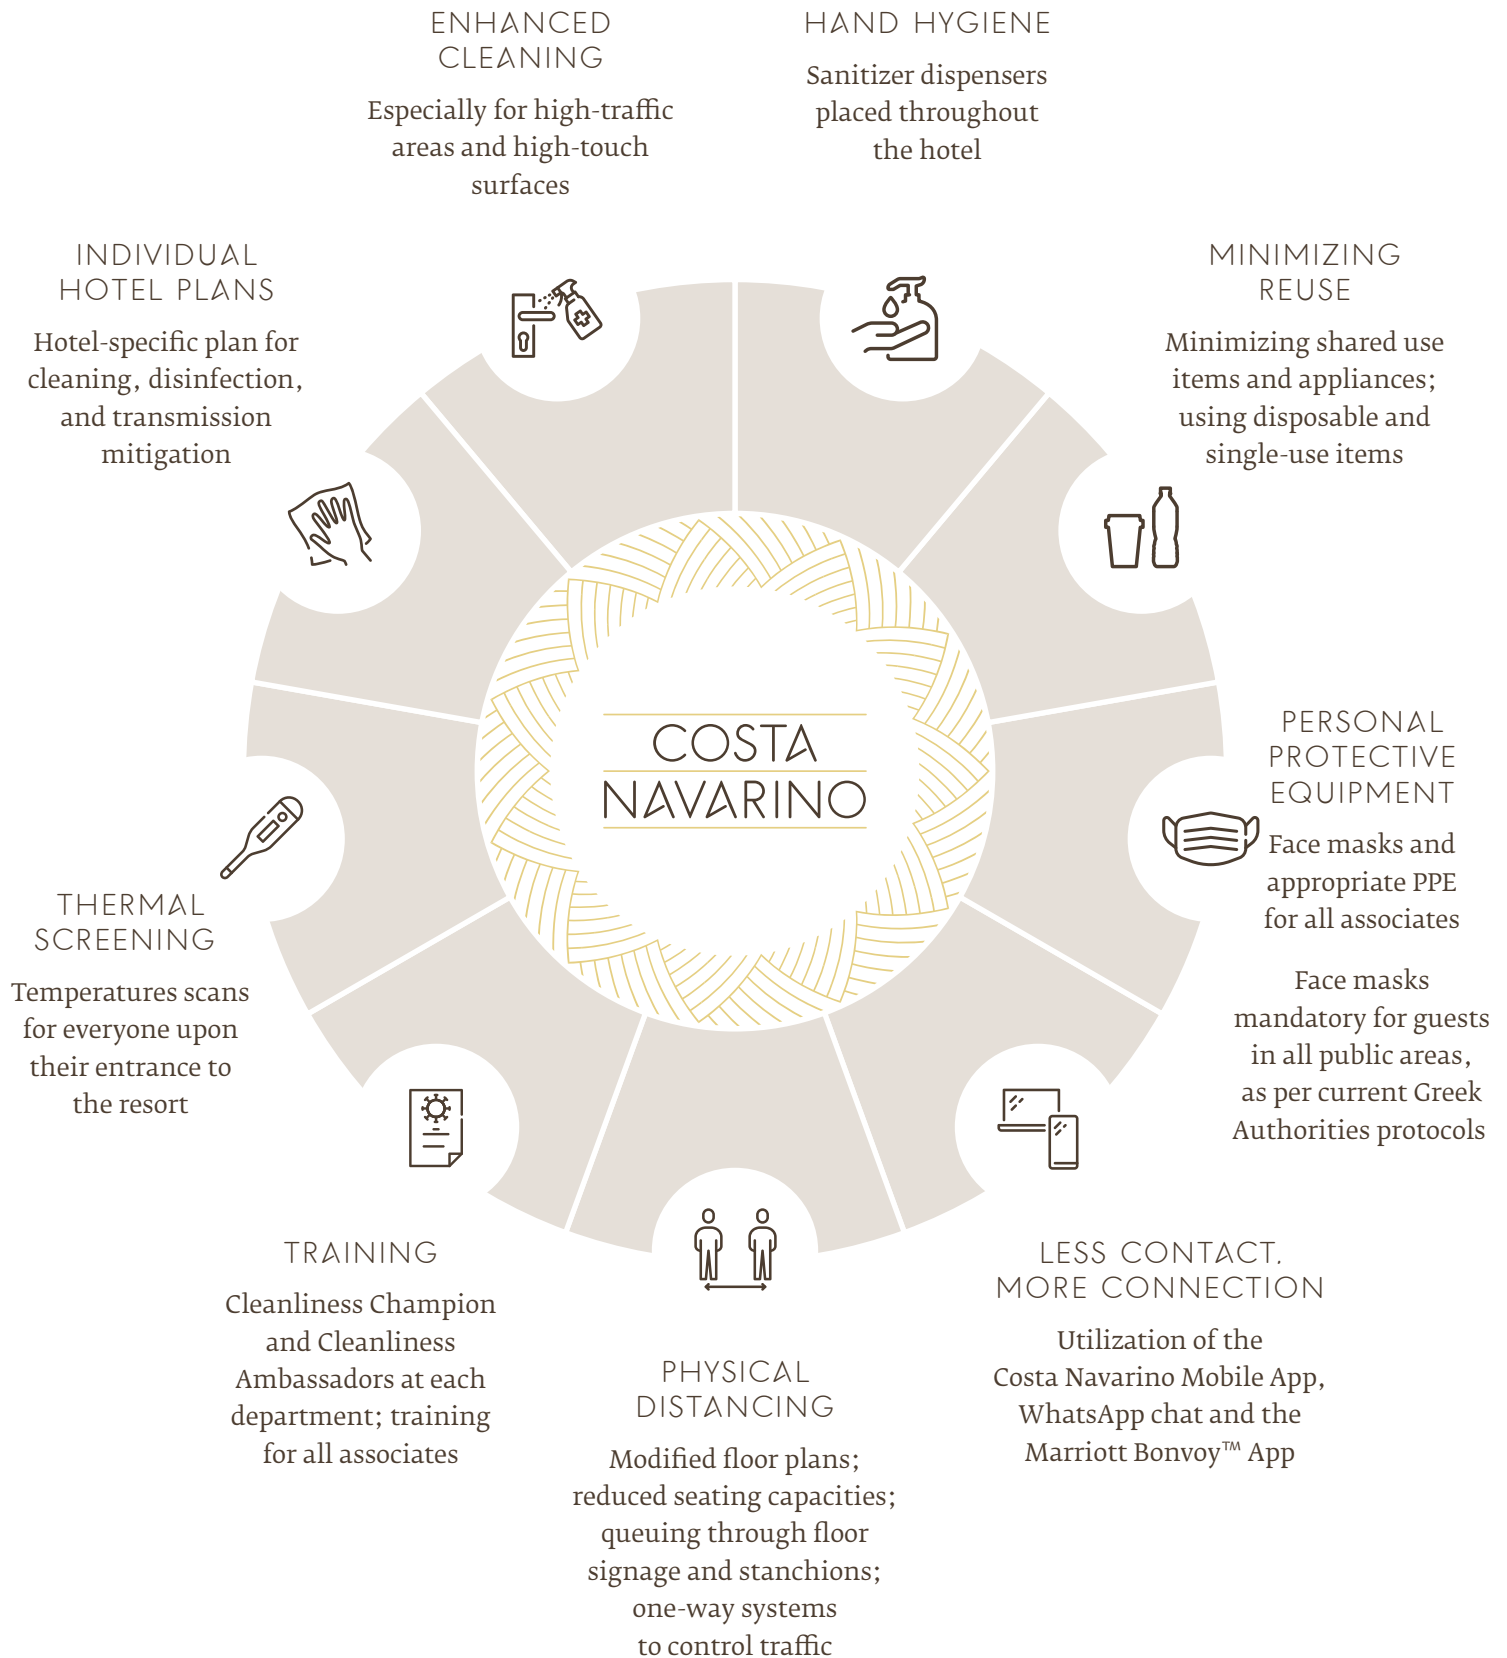 ENHANCED
CLEANING
Especially for high-traffic
areas and high-touch
surfaces
HAND HYGIENE
Sanitizer dispensers
placed throughout
the hotel
INDIVIDUAL
HOTEL PLANS
Hotel-specific plan for
cleaning, disinfection,
and transmission
mitigation
MINIMIZING
REUSE
Minimizing shared use
items and appliances;
using disposable and
single-use items
COSTA
NAVARINO
PERSONAL
PROTECTIVE
EQUIPMENT
Face masks and
appropriate PPE
for all associates
Face masks
mandatory for guests
in all public areas,
as per current Greek
Authorities protocols
THERMAL
SCREENING
Temperatures scans
for everyone upon
their entrance to
the resort
TRAINING
Cleanliness Champion
and Cleanliness
Ambassadors at each
department; training
for all associates
PHYSICAL
DISTANCING
Modified floor plans;
reduced seating capacities;
queuing through floor
signage and stanchions;
one-way systems
to control traffic
LESS CONTACT,
MORE CONNECTION
Utilization of the
Costa Navarino Mobile App,
WhatsApp chat and the
Marriott Bonvoy™ App